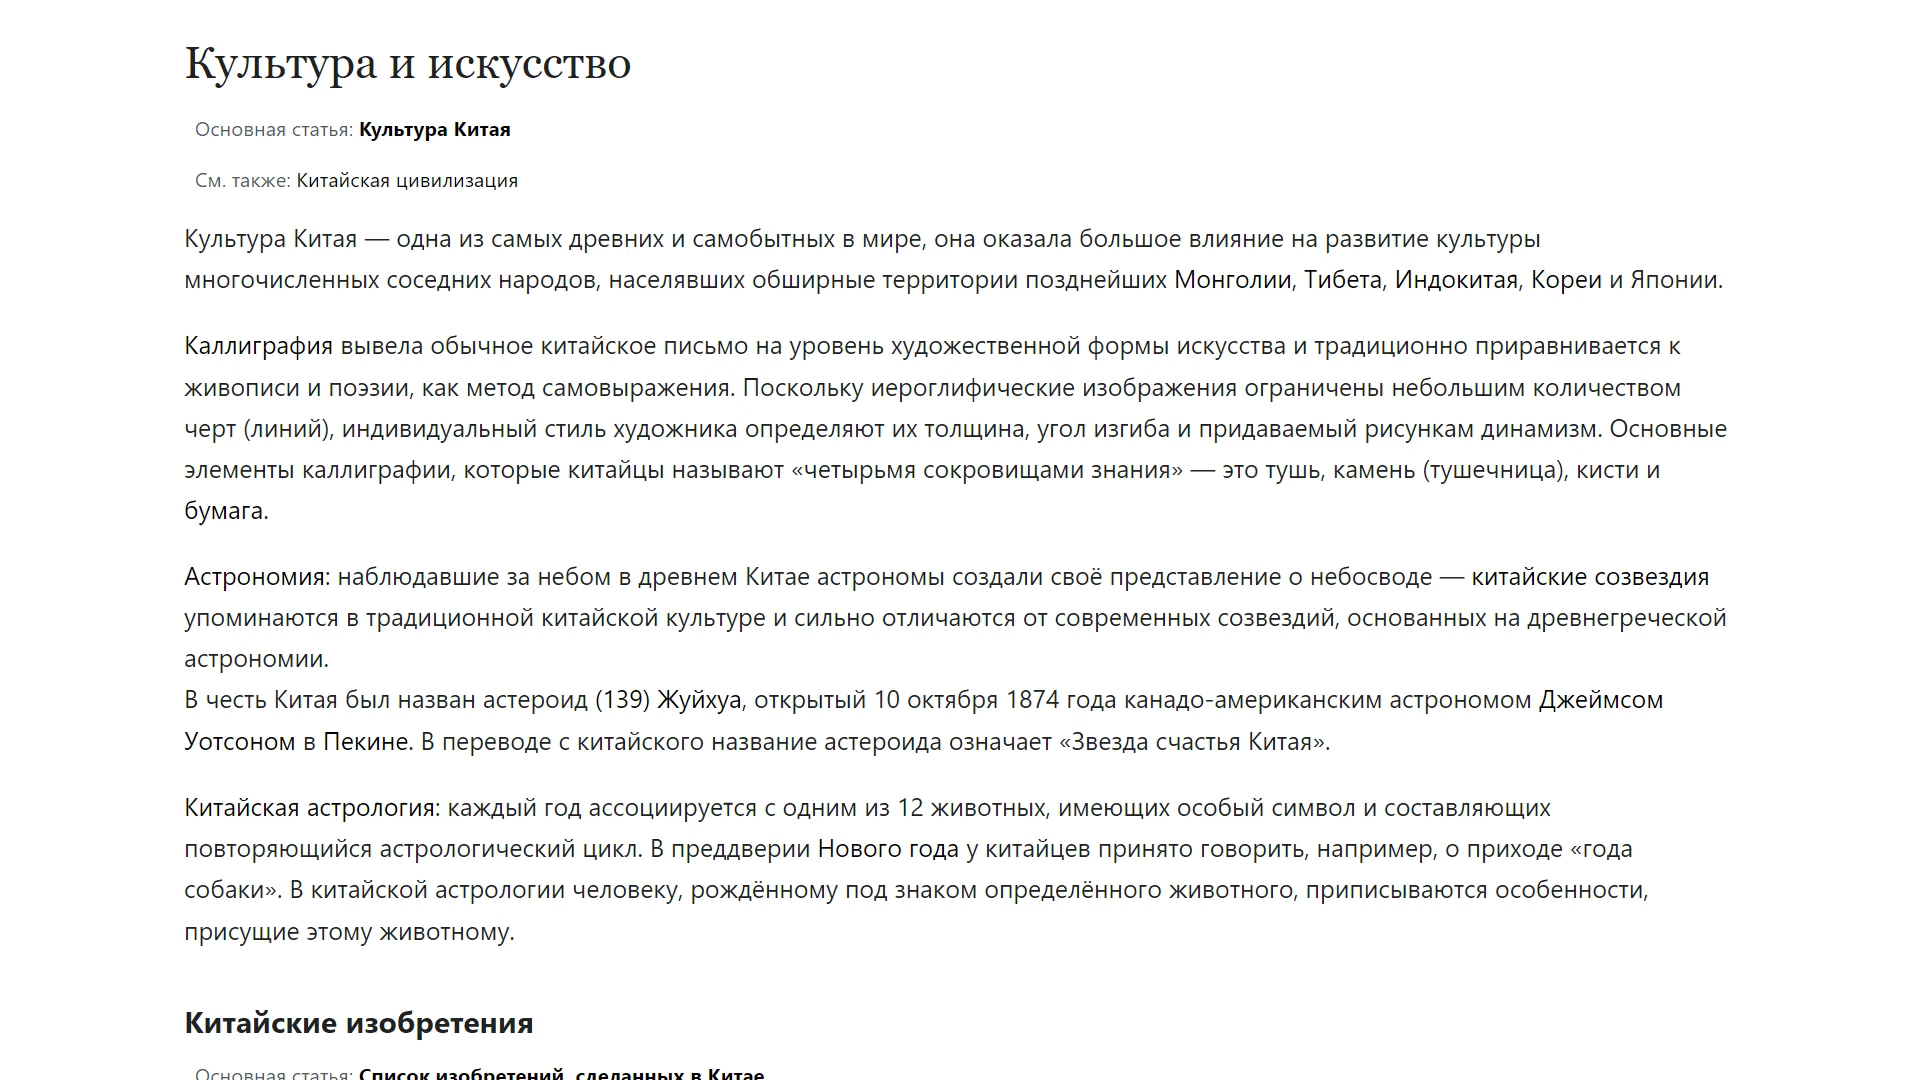 Культура и искусство
Основная статья: Культура Китая
См. также: Китайская цивилизация
Культура Китая — одна из самых древних и самобытных в мире, она оказала большое влияние на развитие культуры
многочисленных соседних народов, населявших обширные территории позднейших Монголии, Тибета, Индокитая, Кореи и Японии.
Каллиграфия вывела обычное китайское письмо на уровень художественной формы искусства и традиционно приравнивается к
живописи и поэзии, как метод самовыражения. Поскольку иероглифические изображения ограничены небольшим количеством
черт (линий), индивидуальный стиль художника определяют их толщина, угол изгиба и придаваемый рисункам динамизм. Основные
элементы каллиграфии, которые китайцы называют «четырьмя сокровищами знания» — это тушь, камень (тушечница), кисти и
бумага.
Астрономия: наблюдавшие за небом в древнем Китае астрономы создали своё представление о небосводе — китайские созвездия
упоминаются в традиционной китайской культуре и сильно отличаются от современных созвездий, основанных на древнегреческой
астрономии.
В честь Китая был назван астероид (139) Жуйхуа, открытый 10 октября 1874 года канадо-американским астрономом Джеймсом
Уотсоном в Пекине. В переводе с китайского название астероида означает «Звезда счастья Китая».
Китайская астрология: каждый год ассоциируется с одним из 12 животных, имеющих особый символ и составляющих
повторяющийся астрологический цикл. В преддверии Нового года у китайцев принято говорить, например, о приходе «года
собаки». В китайской астрологии человеку, рождённому под знаком определённого животного, приписываются особенности,
присущие этому животному.
Китайские изобретения
Основная статья: Список изобретений, сделанных в Китае